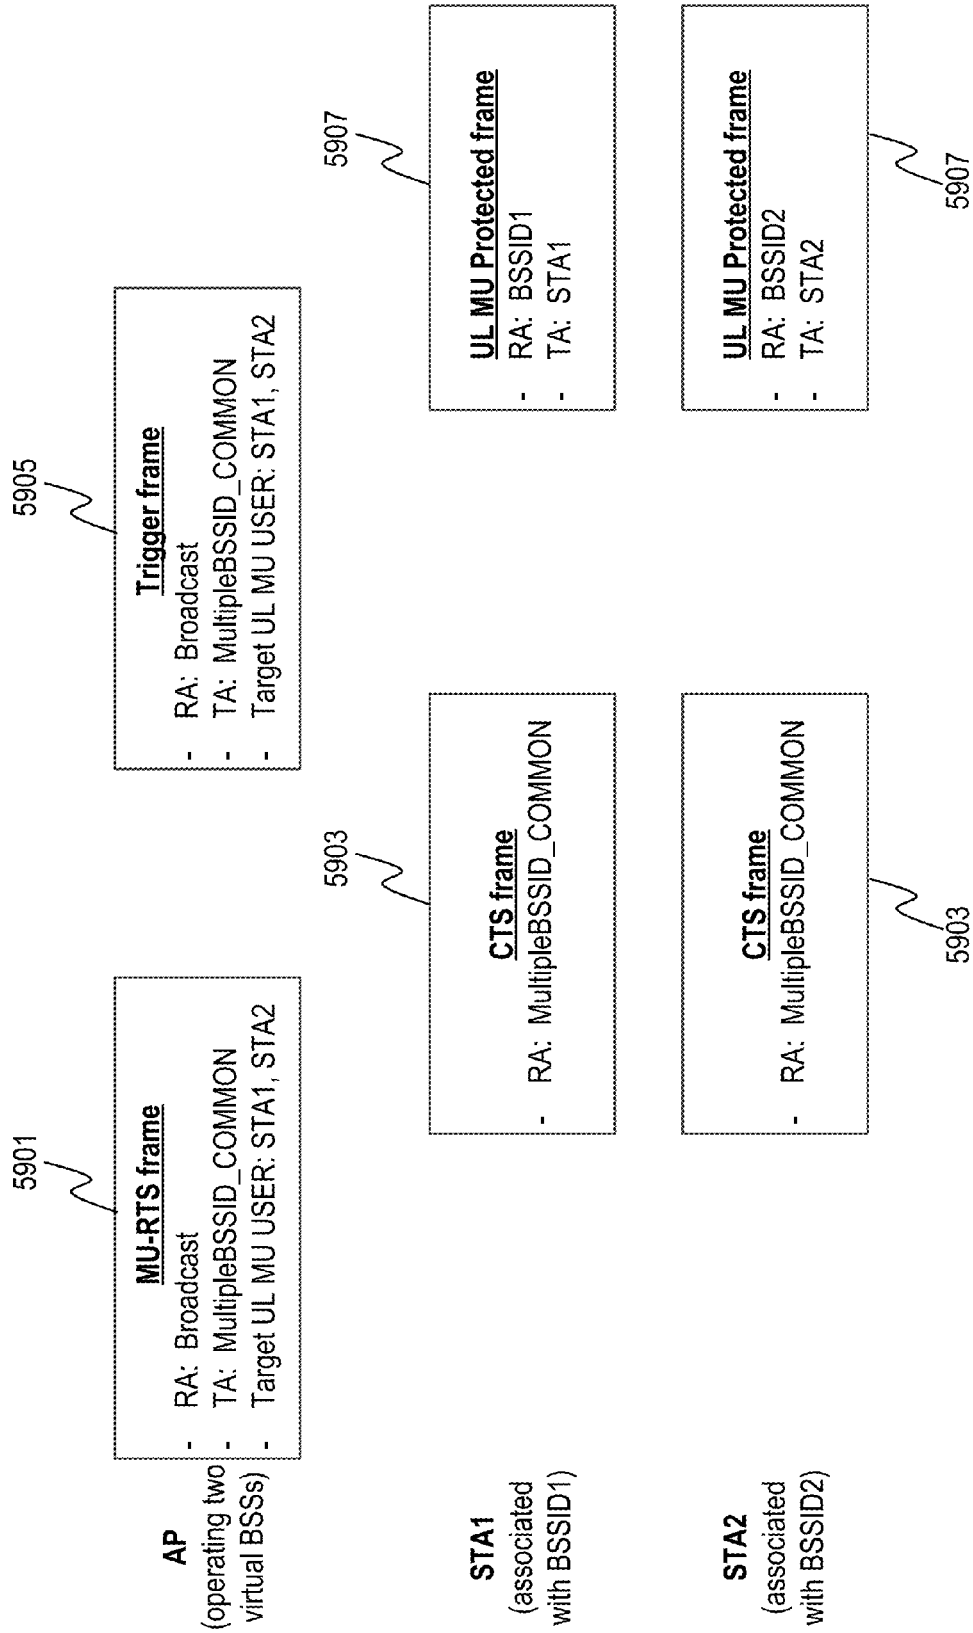 AP
(operating two
virtual BSSs)
5901
MU-RTS frame
- RA: Broadcast
- TA: MultipleBSSID_COMMON
- Target UL MU USER: STA1, STA2
5905
Trigger frame
- RA: Broadcast
- TA: MultipleBSSID_COMMON
- Target UL MU USER: STA1, STA2
STA1
(associated
with BSSID1)
5903
CTS frame
- RA: MultipleBSSID_COMMON
5907
UL MU Protected frame
- RA: BSSID1
- TA: STA1
STA2
(associated
with BSSID2)
CTS frame
- RA: MultipleBSSID_COMMON
5903
UL MU Protected frame
- RA: BSSID2
- TA: STA2
5907